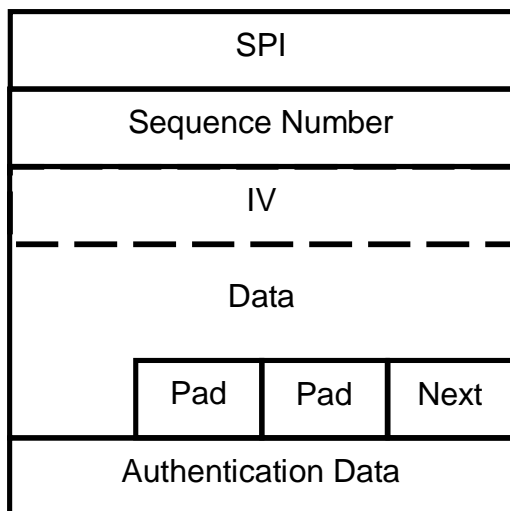 SPI
Sequence Number
IV
Data
Pad Pad Next
Authentication Data